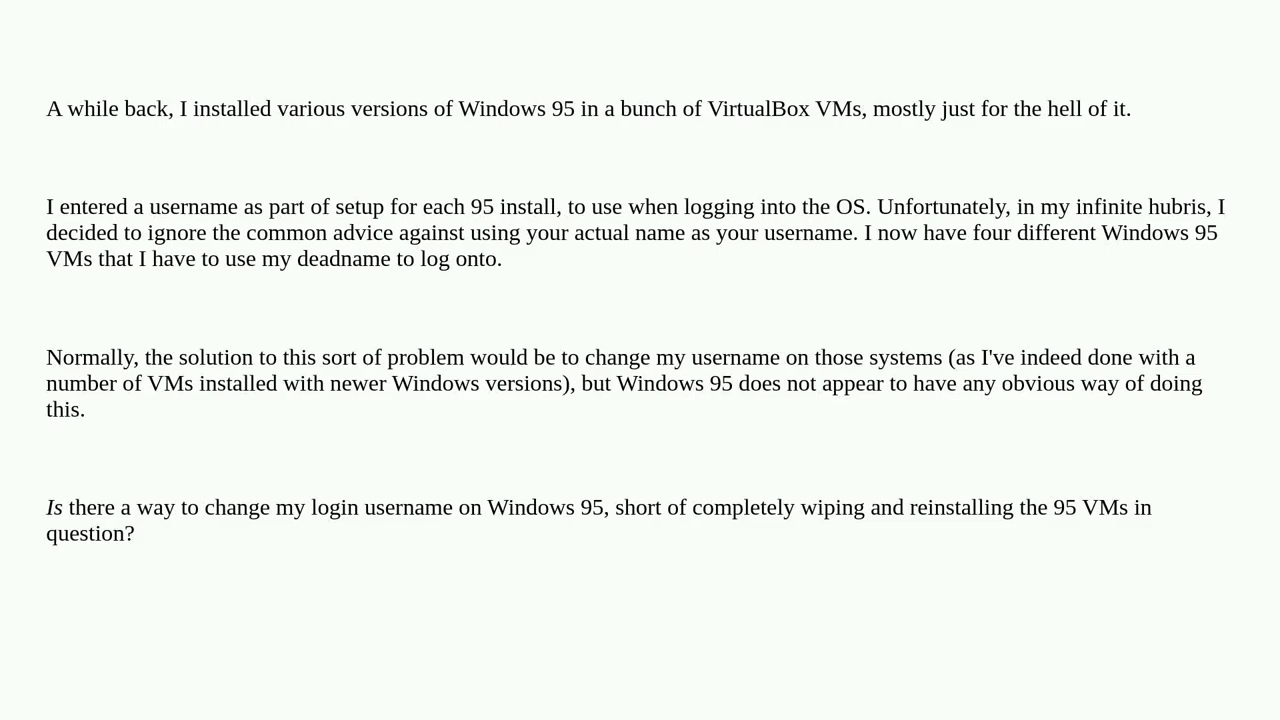 A while back, I installed various versions of Windows 95 in a bunch of VirtualBox VMs, mostly just for the hell of it.
I entered a username as part of setup for each 95 install, to use when logging into the OS. Unfortunately, in my infinite hubris, I
decided to ignore the common advice against using your actual name as your username. I now have four different Windows 95
VMs that I have to use my deadname to log onto.
Normally, the solution to this sort of problem would be to change my username on those systems (as I've indeed done with a
number of VMs installed with newer Windows versions), but Windows 95 does not appear to have any obvious way of doing
this.
Is there a way to change my login username on Windows 95, short of completely wiping and reinstalling the 95 VMs in
question?